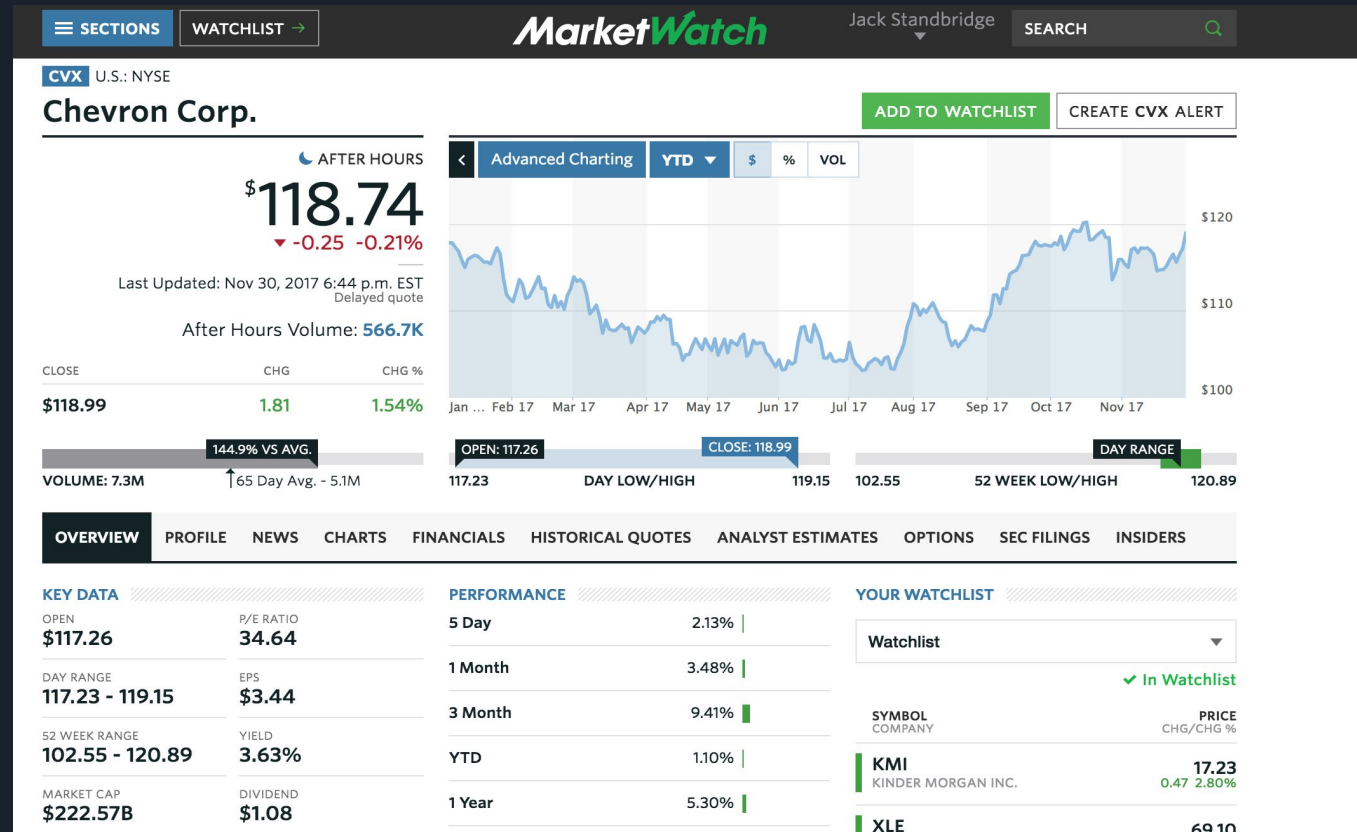 SECTIONS
WATCHLIST →
MarketWatch
Jack Standbridge
SEARCH
CVX U.S.: NYSE
Chevron Corp.
ADD TO WATCHLIST
CREATE CVX ALERT
AFTER HOURS
$118.74
-0.25 -0.21%
Last Updated: Nov 30, 2017 6:44 p.m. EST
Delayed quote
After Hours Volume: 566.7K
CLOSE CHG CHG %
$118.99 1.81 1.54%
Advanced Charting YTD $ % VOL
$120
$110
$100
Jan ... Feb 17 Mar 17 Apr 17 May 17 Jun 17 Jul 17 Aug 17 Sep 17 Oct 17 Nov 17
144.9% VS AVG.
VOLUME: 7.3M 65 Day Avg. - 5.1M
OPEN: 117.26 CLOSE: 118.99
117.23 DAY LOW/HIGH 119.15
DAY RANGE
102.55 52 WEEK LOW/HIGH 120.89
OVERVIEW PROFILE NEWS CHARTS FINANCIALS HISTORICAL QUOTES ANALYST ESTIMATES OPTIONS SEC FILINGS INSIDERS
KEY DATA
OPEN P/E RATIO
$117.26 34.64
DAY RANGE EPS
117.23 - 119.15 $3.44
52 WEEK RANGE YIELD
102.55 - 120.89 3.63%
MARKET CAP DIVIDEND
$222.57B $1.08
PERFORMANCE
5 Day 2.13%
1 Month 3.48%
3 Month 9.41%
YTD 1.10%
1 Year 5.30%
YOUR WATCHLIST
Watchlist
In Watchlist
SYMBOL PRICE
COMPANY CHG/CHG %
KMI 17.23
KINDER MORGAN INC. 0.47 2.80%
XLE 69.10